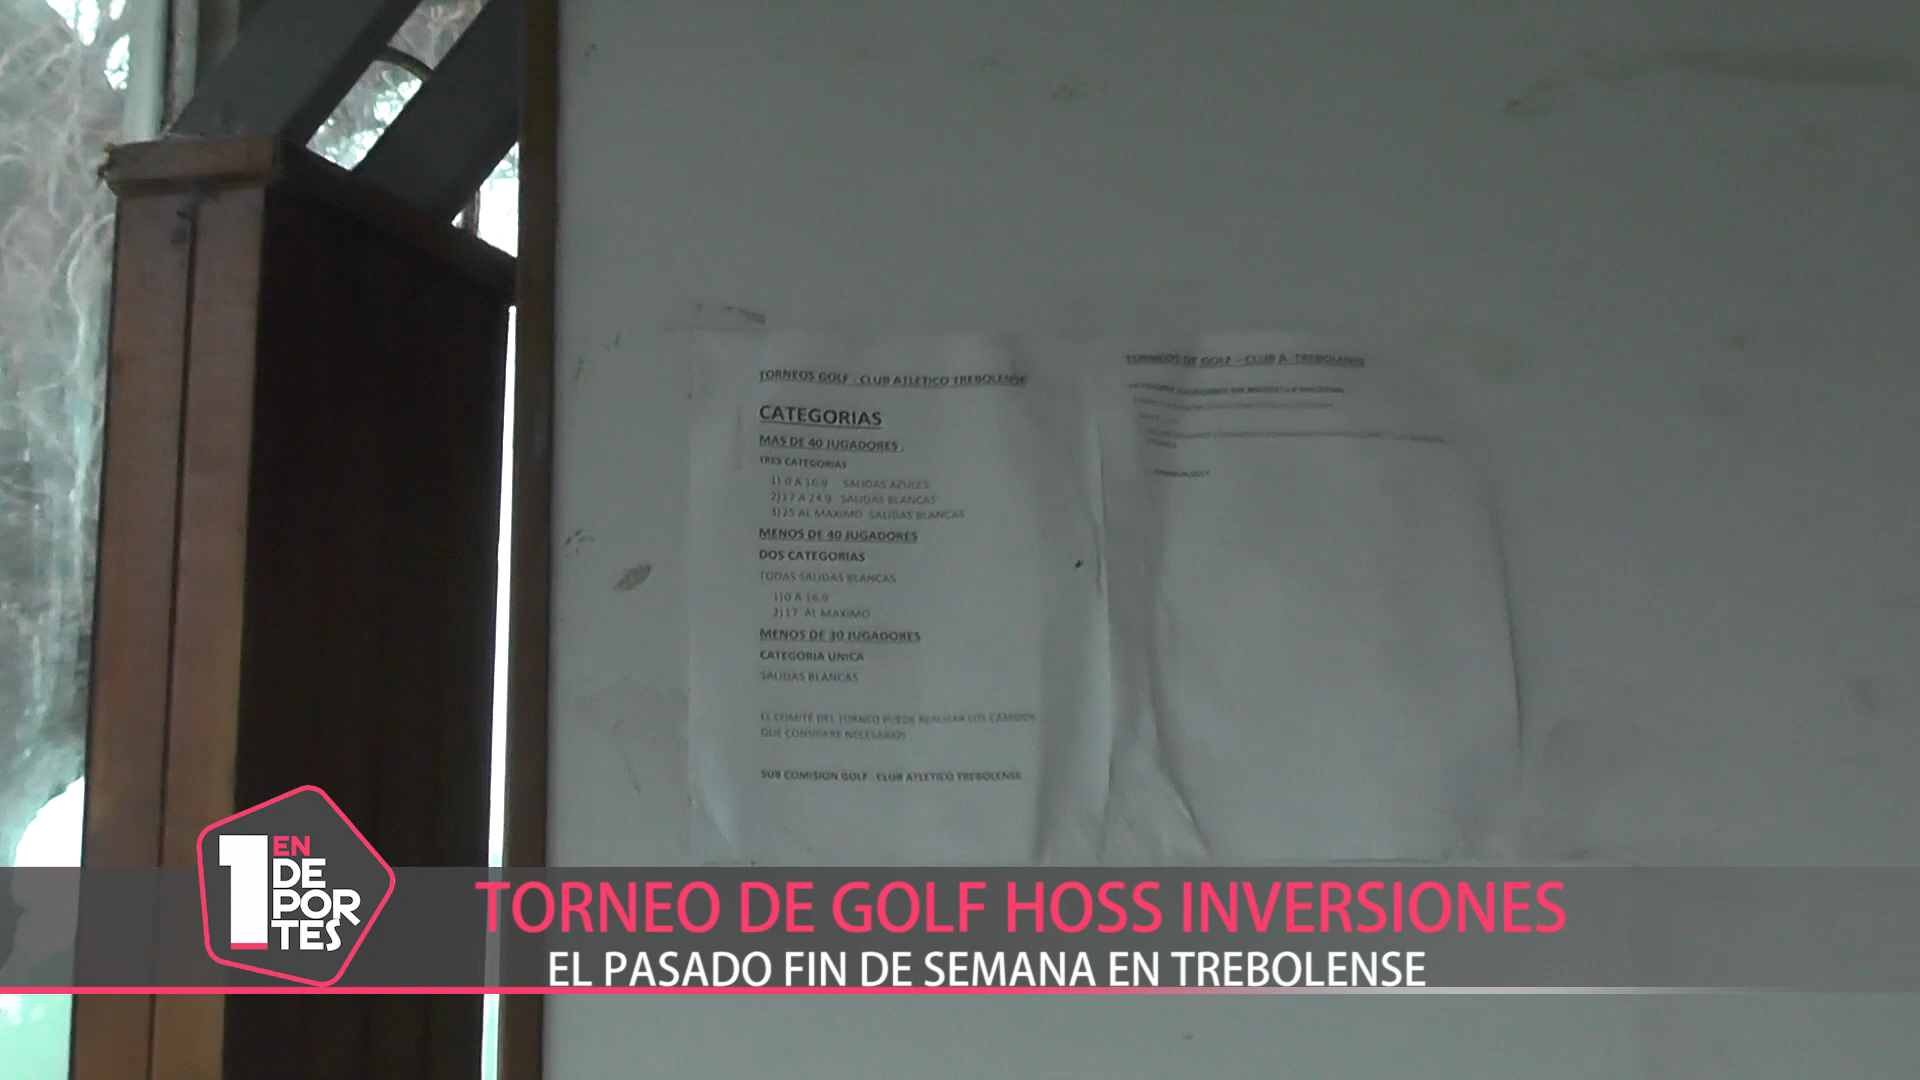 TORNEOS GOLF - CLUB ATLETICO TREBOLENSE
CATEGORIAS
MAS DE 40 JUGADORES .
TRES CATEGORIAS
1) 0 A 16.9 SALIDAS AZULES
2) 17 A 24.9 SALIDAS BLANCAS
3) 25 AL MAXIMO SALIDAS BLANCAS
MENOS DE 40 JUGADORES
DOS CATEGORIAS
TODAS SALIDAS BLANCAS
1) 0 A 16.9
2) 17 AL MAXIMO
MENOS DE 30 JUGADORES
CATEGORIA UNICA
SALIDAS BLANCAS
EL COMITÉ DEL TORNEO PUEDE REALIZAR LOS CAMBIOS
QUE CONSIDERE NECESARIOS
SUB COMISION GOLF - CLUB ATLETICO TREBOLENSE
TORNEOS DE GOLF - CLUB A. TREBOLENSE
1 EN
DE
POR
TES
TORNEO DE GOLF HOSS INVERSIONES
EL PASADO FIN DE SEMANA EN TREBOLENSE